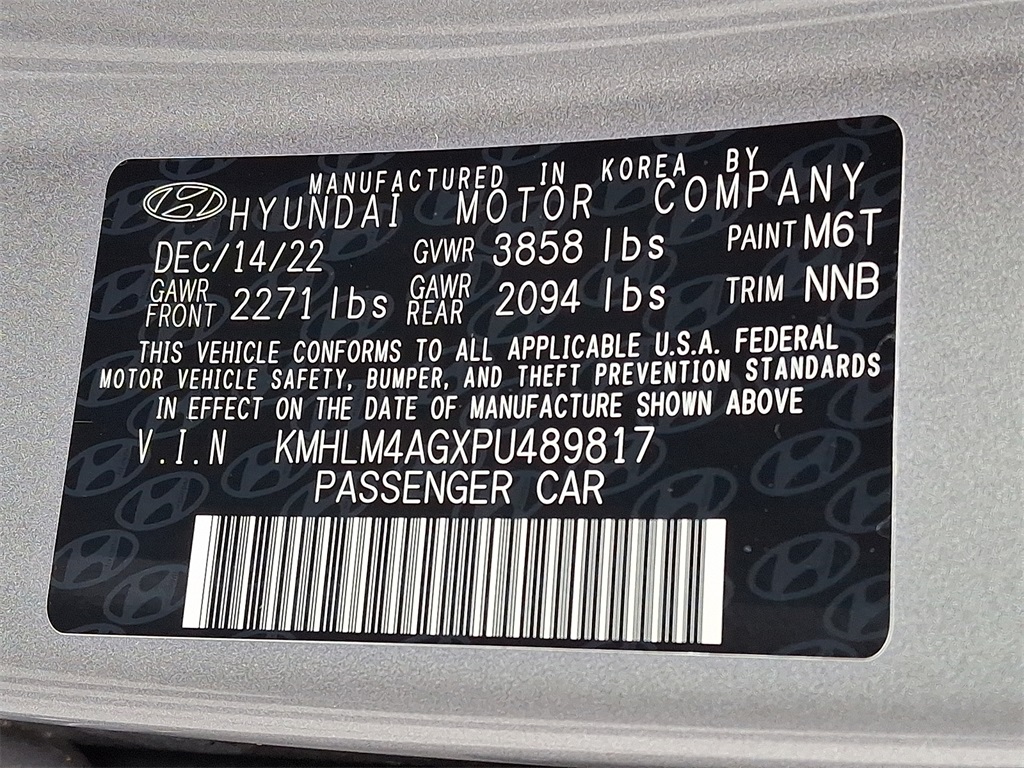 MANUFACTURED IN KOREA BY
HYUNDAI MOTOR COMPANY
DEC/14/22 GVWR 3858 lbs PAINT M6T
GAWR FRONT 2271 lbs GAWR REAR 2094 lbs TRIM NNB
THIS VEHICLE CONFORMS TO ALL APPLICABLE U.S.A. FEDERAL
MOTOR VEHICLE SAFETY, BUMPER, AND THEFT PREVENTION STANDARDS
IN EFFECT ON THE DATE OF MANUFACTURE SHOWN ABOVE
V.I.N KMHLM4AGXPU489817
PASSENGER CAR